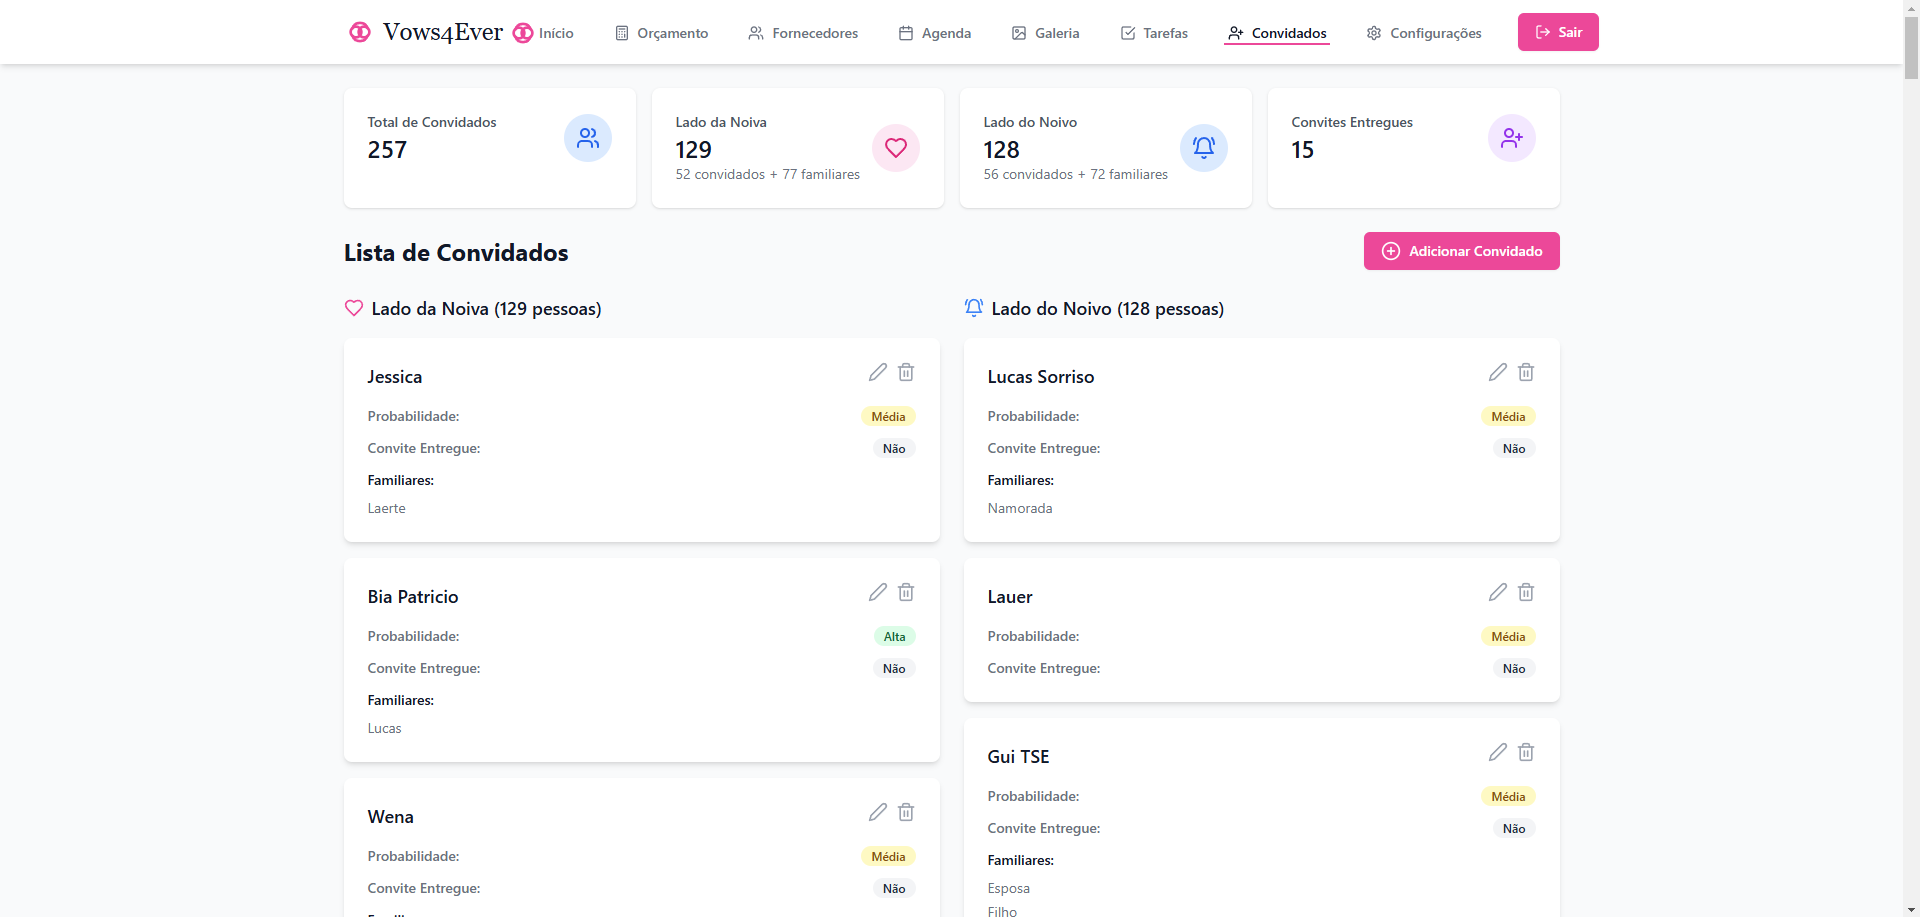 Vows4Ever Início Orçamento Fornecedores Agenda Galeria Tarefas Convidados Configurações Sair
Total de Convidados
257
Lado da Noiva
129
52 convidados + 77 familiares
Lado do Noivo
128
56 convidados + 72 familiares
Convites Entregues
15
Lista de Convidados
Adicionar Convidado
Lado da Noiva (129 pessoas)
Jessica
Probabilidade: Média
Convite Entregue: Não
Familiares:
Laerte
Bia Patricio
Probabilidade: Alta
Convite Entregue: Não
Familiares:
Lucas
Wena
Probabilidade: Média
Convite Entregue: Não
Lado do Noivo (128 pessoas)
Lucas Sorriso
Probabilidade: Média
Convite Entregue: Não
Familiares:
Namorada
Lauer
Probabilidade: Média
Convite Entregue: Não
Gui TSE
Probabilidade: Média
Convite Entregue: Não
Familiares:
Esposa
Filho